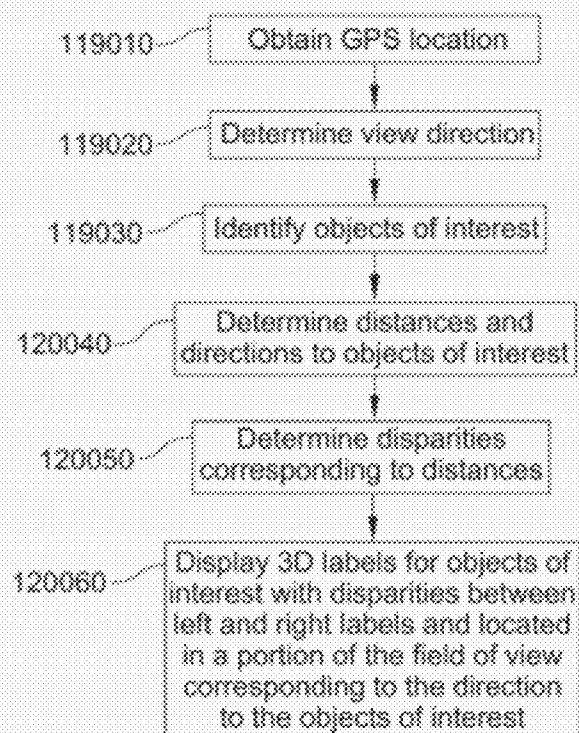 119010
Obtain GPS location
119020
Determine view direction
119030
Identify objects of interest
120040
Determine distances and
directions to objects of interest
120050
Determine disparities
corresponding to distances
120060
Display 3D labels for objects of
interest with disparities between
left and right labels and located
in a portion of the field of view
corresponding to the direction
to the objects of interest